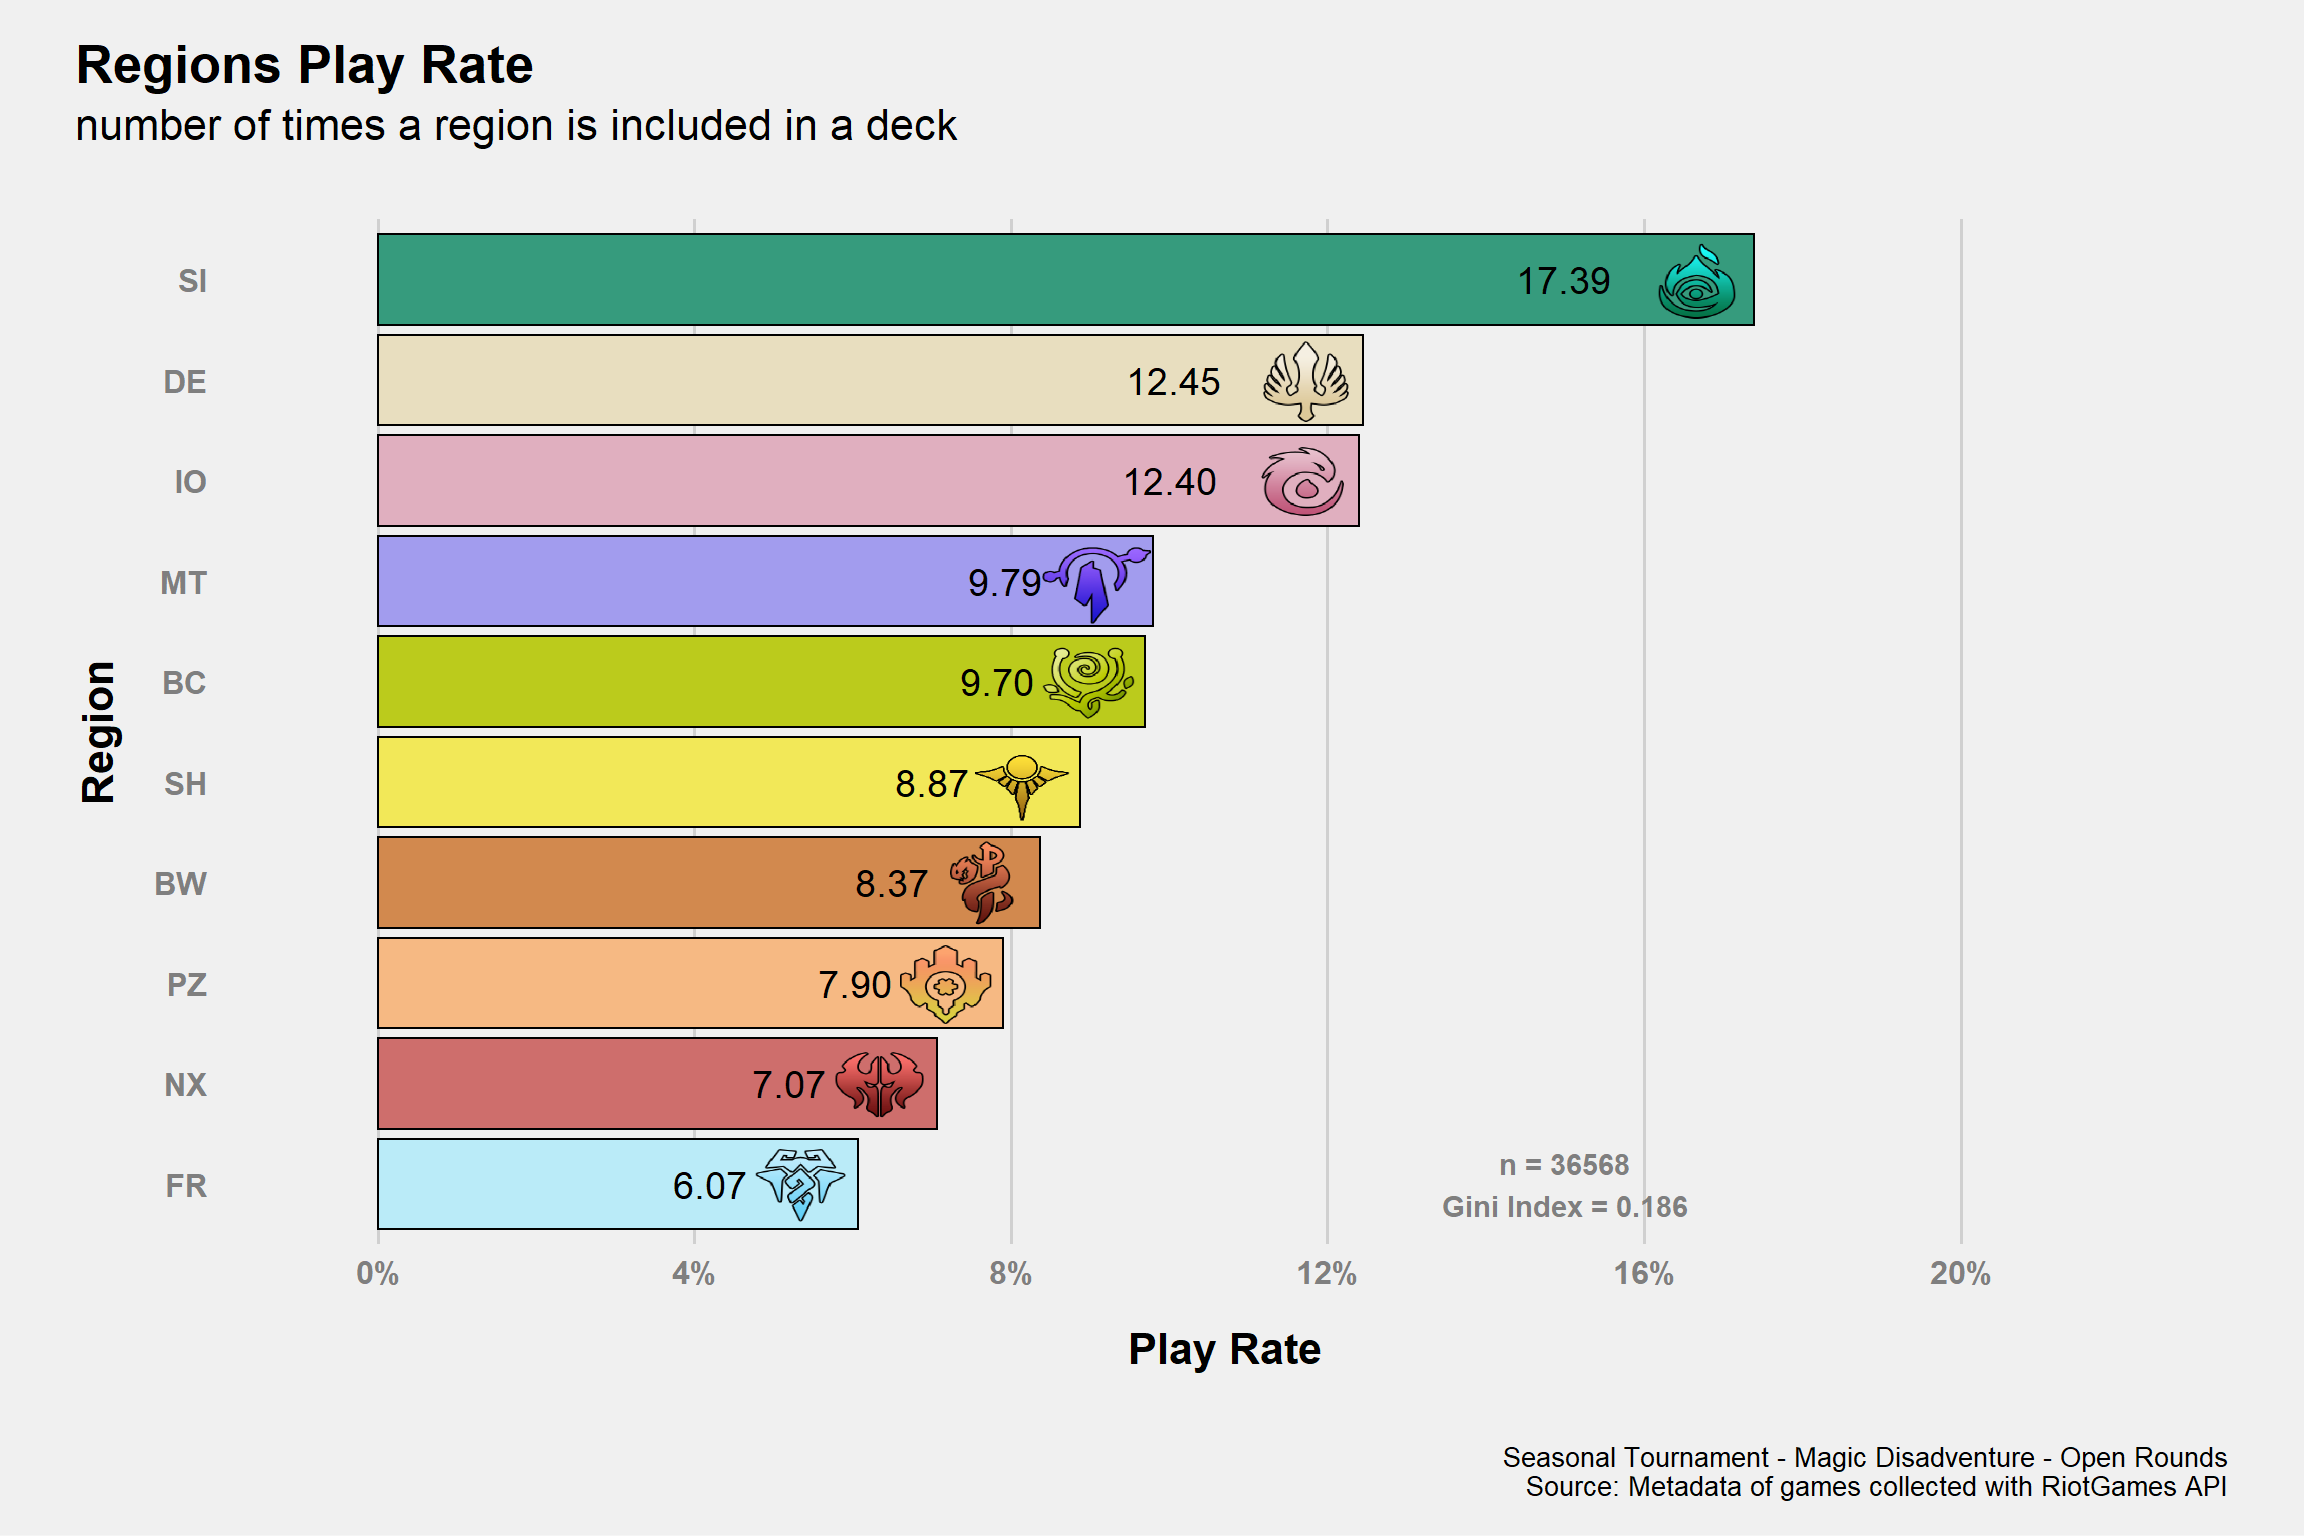 Regions Play Rate
number of times a region is included in a deck
Region
SI
17.39
DE
12.45
IO
12.40
MT
9.79
BC
9.70
SH
8.87
BW
8.37
PZ
7.90
NX
7.07
FR
6.07
n = 36568
Gini Index = 0.186
0%
4%
8%
12%
16%
20%
Play Rate
Seasonal Tournament - Magic Disadventure - Open Rounds
Source: Metadata of games collected with RiotGames API